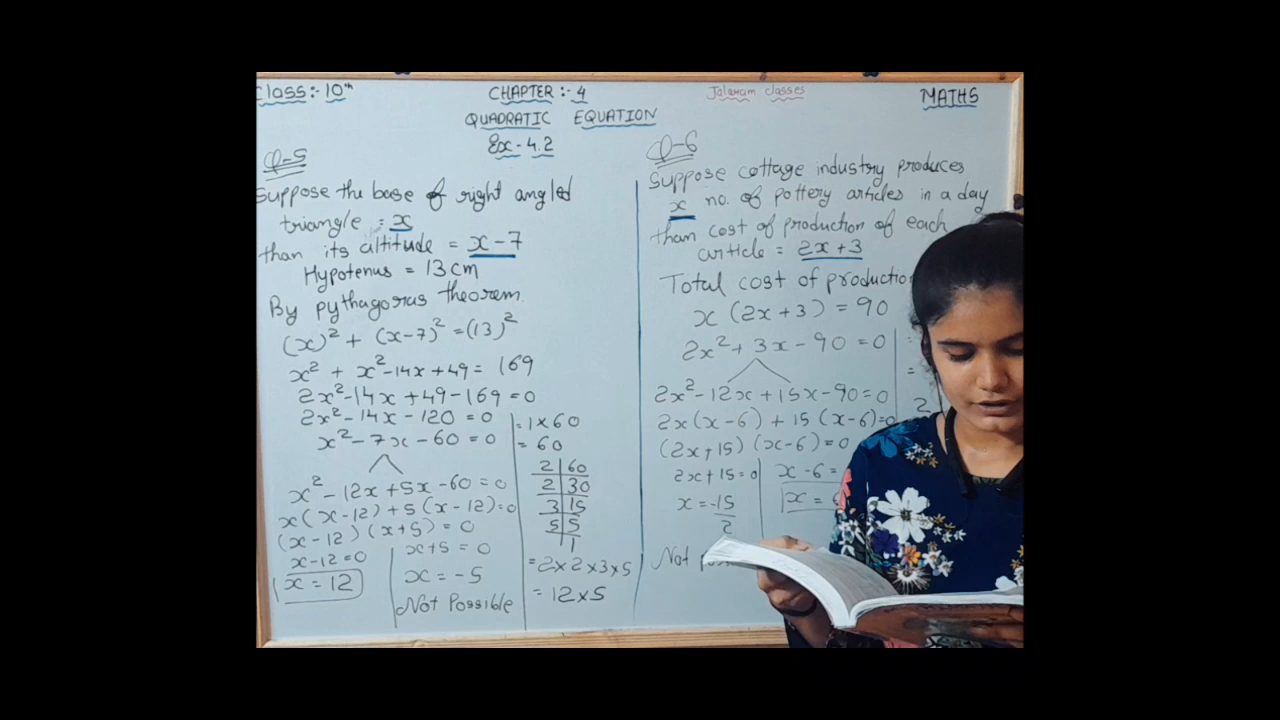 Class:- 10th
CHAPTER :- 4
Jalaram classes
MATHS
QUADRATIC EQUATION
Ex - 4.2
Q-5
Suppose the base of right angled
triangle = x
than its altitude = x-7
Hypotenus = 13 cm
By pythagoras theorem
(x)² + (x-7)² = (13)²
x² + x² - 14x + 49 = 169
2x² - 14x + 49 - 169 = 0
2x² - 14x - 120 = 0
x² - 7x - 60 = 0
x² - 12x + 5x - 60 = 0
x(x-12) + 5(x-12) = 0
(x-12) (x+5) = 0
x-12 = 0
x = 12
x+5 = 0
x = -5
Not Possible
= 1 x 60
= 60
2 | 60
2 | 30
3 | 15
5 | 5
1
= 2 x 2 x 3 x 5
= 12 x 5
Q-6
Suppose cottage industry produces
x no. of pottery articles in a day
than cost of production of each
article = 2x + 3
Total cost of production
x (2x + 3) = 90
2x² + 3x - 90 = 0
2x² - 12x + 15x - 90 = 0
2x (x-6) + 15 (x-6) = 0
(2x+15) (x-6) = 0
2x+15 = 0
x = -15/2
Not
x - 6 =
x =
=
=
2